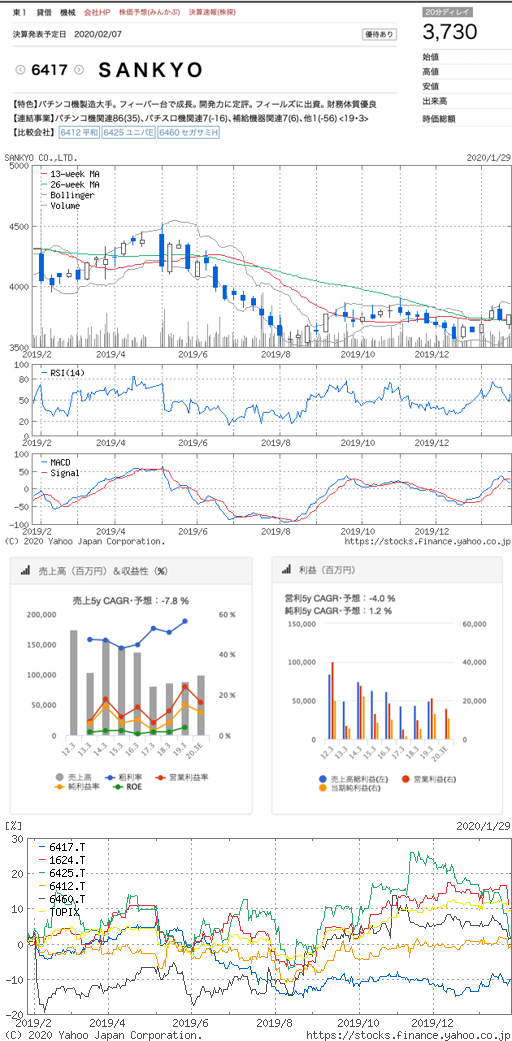 東1 貸借 機械 会社HP 株価予想(みんかぶ) 決算速報(株探)
20分ディレイ
3,730
決算発表予定日 2020/02/07
優待あり
始値
高値
安値
出来高
時価総額
6417
SANKYO
【特色】パチンコ機製造大手。フィーバー台で成長。開発力に定評。フィールズに出資。財務体質優良
【連結事業】パチンコ機関連86(35)、パチスロ機関連7(-16)、補給機器関連7(6)、他1(-56) <19・3>
【比較会社】 6412 平和 6425 ユニバE 6460 セガサミH
SANKYO CO.,LTD.
2020/1/29
13-week MA
26-week MA
Bollinger
Volume
5000
4500
4000
3500
2019/2 2019/4 2019/6 2019/8 2019/10 2019/12
RSI(14)
100
80
50
20
0
2019/2 2019/4 2019/6 2019/8 2019/10 2019/12
MACD
Signal
100
50
0
-50
-100
2019/2 2019/4 2019/6 2019/8 2019/10 2019/12
(C) 2020 Yahoo Japan Corporation.
https://stocks.finance.yahoo.co.jp
売上高（百万円）＆収益性（%）
売上5y CAGR・予想：-7.8 %
200,000
150,000
100,000
50,000
0
60 %
40 %
20 %
0 %
12.3 13.3 14.3 15.3 16.3 17.3 18.3 19.3 20.3E
売上高 粗利率 営業利益率
純利益率 ROE
利益（百万円）
営利5y CAGR・予想：-4.0 %
純利5y CAGR・予想：1.2 %
150,000
100,000
50,000
0
60,000
40,000
20,000
0
12.3 13.3 14.3 15.3 16.3 17.3 18.3 19.3 20.3E
売上高総利益(左) 営業利益(右)
当期純利益(右)
[%]
2020/1/29
6417.T
1624.T
6425.T
6412.T
6460.T
TOPIX
30
20
10
0
-10
-20
2019/2 2019/4 2019/6 2019/8 2019/10 2019/12
(C) 2020 Yahoo Japan Corporation.
https://stocks.finance.yahoo.co.jp